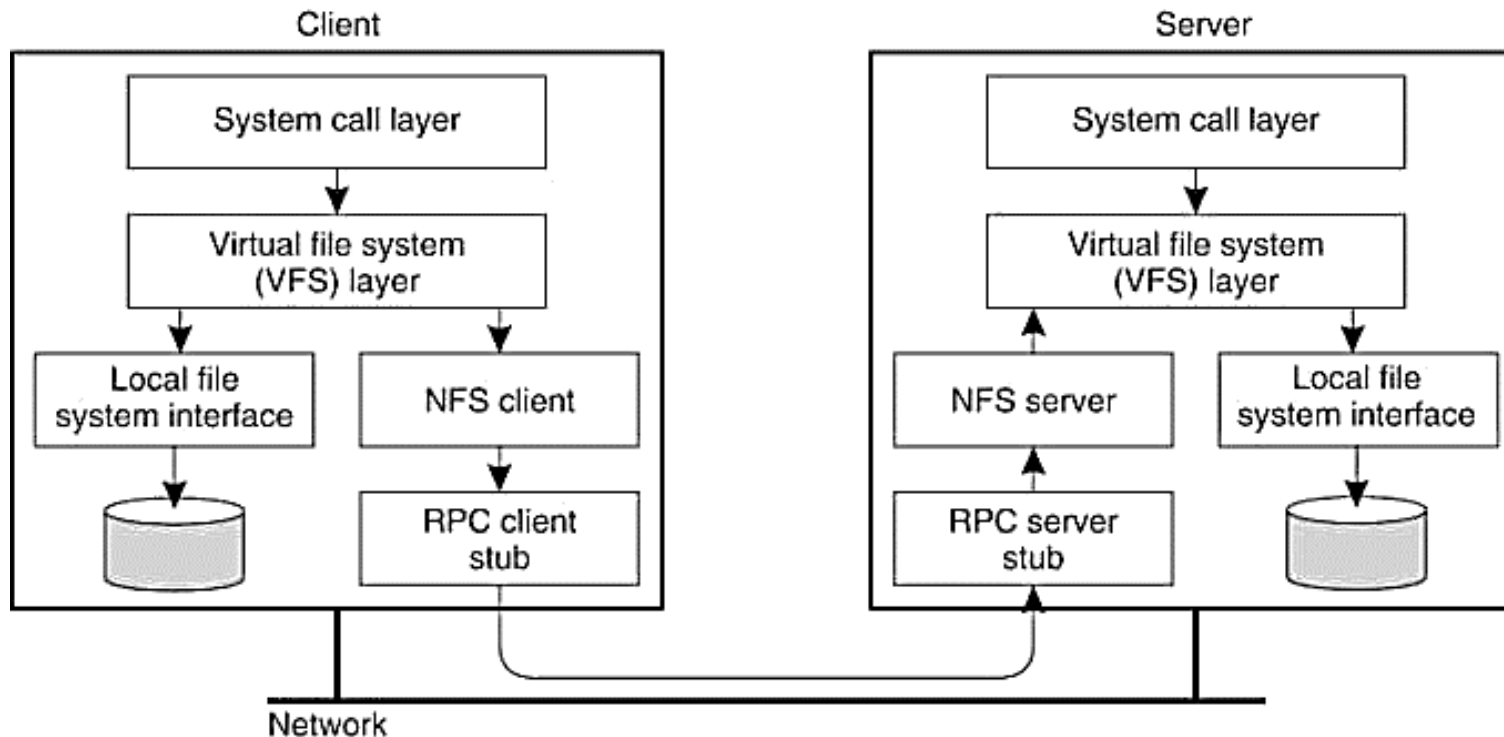 Client
System call layer
Virtual file system
(VFS) layer
Local file
system interface
NFS client
RPC client
stub
Server
System call layer
Virtual file system
(VFS) layer
NFS server
Local file
system interface
RPC server
stub
Network